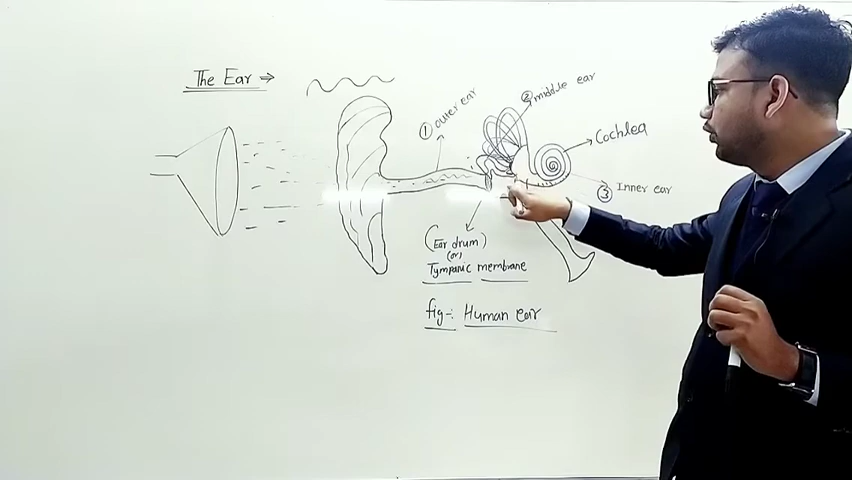 The Ear ⇒
① outer ear
② middle ear
Cochlea
③ Inner ear
(Ear drum)
(or)
Tympanic membrane
fig-: Human ear